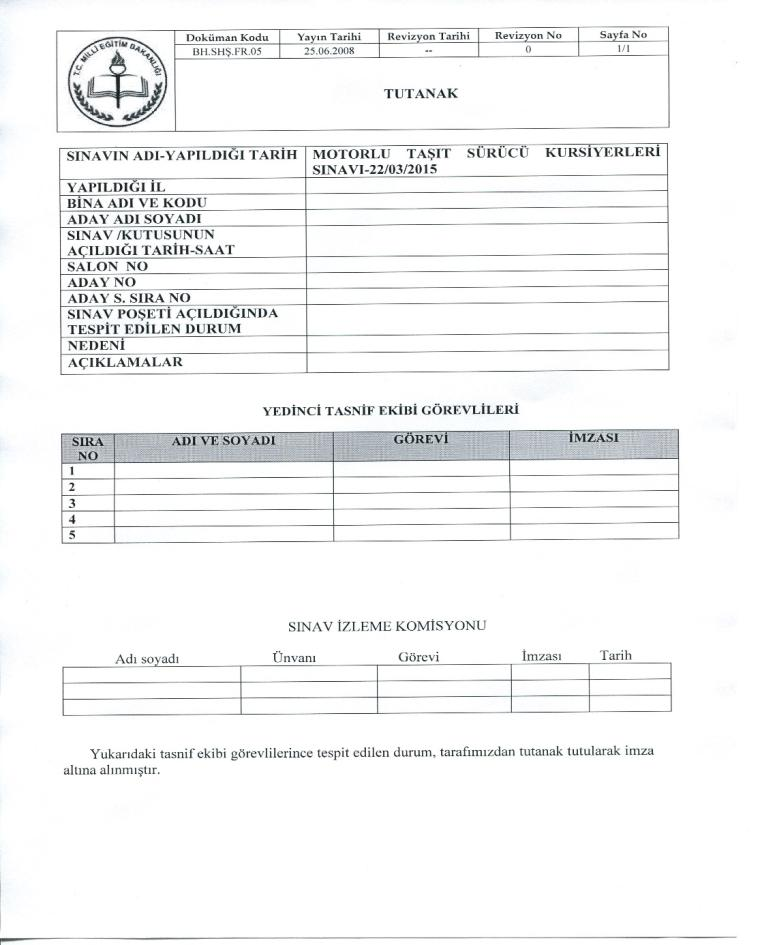 T.C. MİLLİ EĞİTİM BAKANLIĞI
Doküman Kodu Yayın Tarihi Revizyon Tarihi Revizyon No Sayfa No
BH.SHŞ.FR.05 25.06.2008 -- 0 1/1
TUTANAK
SINAVIN ADI-YAPILDIĞI TARİH MOTORLU TAŞIT SÜRÜCÜ KURSİYERLERİ
SINAVI-22/03/2015
YAPILDIĞI İL
BİNA ADI VE KODU
ADAY ADI SOYADI
SINAV /KUTUSUNUN
AÇILDIĞI TARİH-SAAT
SALON NO
ADAY NO
ADAY S. SIRA NO
SINAV POŞETİ AÇILDIĞINDA
TESPİT EDİLEN DURUM
NEDENİ
AÇIKLAMALAR
YEDİNCİ TASNİF EKİBİ GÖREVLİLERİ
SIRA ADI VE SOYADI GÖREVİ İMZASI
NO
1
2
3
4
5
SINAV İZLEME KOMİSYONU
Adı soyadı Ünvanı Görevi İmzası Tarih
Yukarıdaki tasnif ekibi görevlilerince tespit edilen durum, tarafımızdan tutanak tutularak imza
altına alınmıştır.